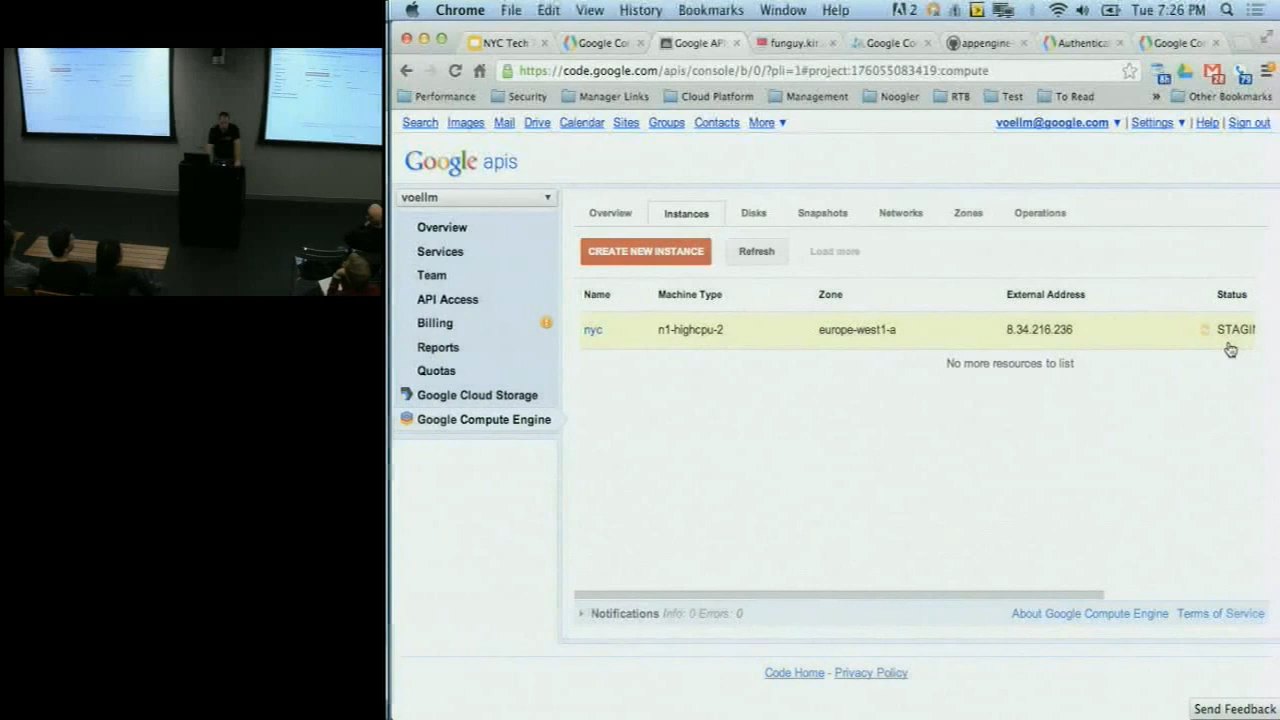 Chrome File Edit View History Bookmarks Window Help 2 Tue 7:26 PM
NYC Tech Google Co Google AP funguy.kir Google Co appengine- Authentica Google Co
https://code.google.com/apis/console/b/0/?pli=1#project:176055083419:compute
Performance Security Manager Links Cloud Platform Management Noogler RTB Test To Read » Other Bookmarks
Search Images Mail Drive Calendar Sites Groups Contacts More ▼ voellm@google.com ▼ | Settings ▼ | Help | Sign out
Google apis
voellm
Overview Instances Disks Snapshots Networks Zones Operations
Overview
Services
Team
API Access
Billing
Reports
Quotas
Google Cloud Storage
Google Compute Engine
CREATE NEW INSTANCE Refresh Load more
Name Machine Type Zone External Address Status
nyc n1-highcpu-2 europe-west1-a 8.34.216.236 STAGIN
No more resources to list
Notifications Info: 0 Errors: 0 About Google Compute Engine Terms of Service
Code Home - Privacy Policy
Send Feedback